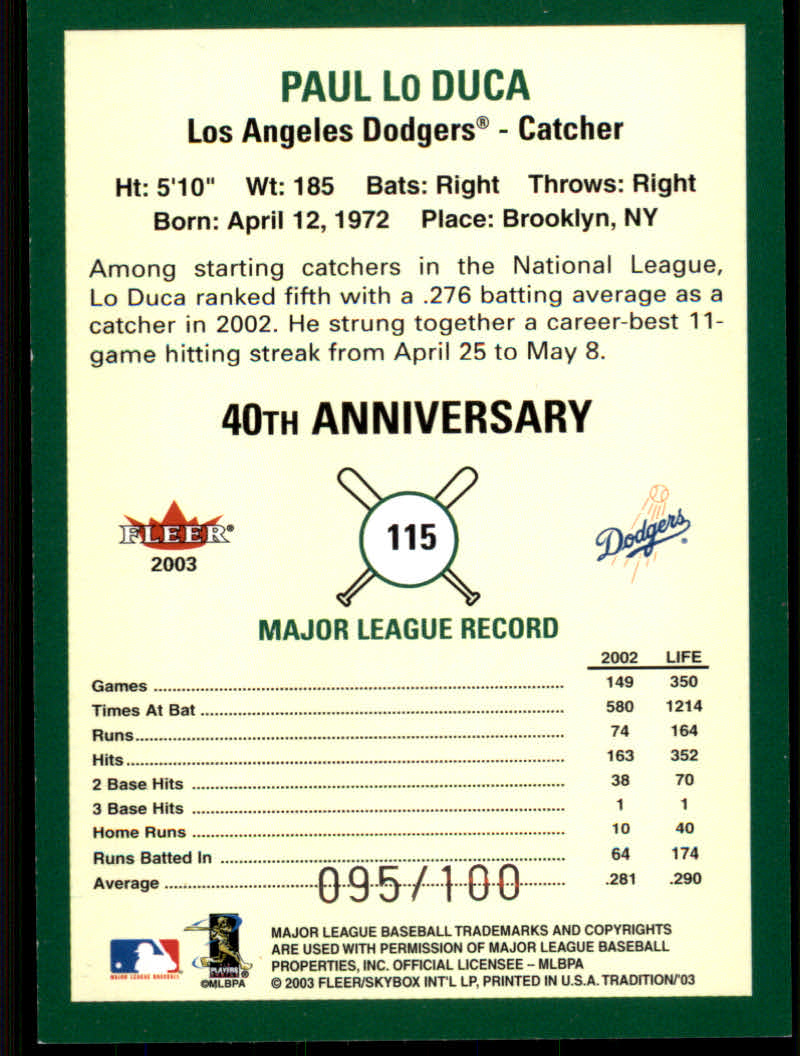 PAUL LO DUCA
Los Angeles Dodgers® - Catcher
Ht: 5'10" Wt: 185 Bats: Right Throws: Right
Born: April 12, 1972 Place: Brooklyn, NY
Among starting catchers in the National League,
Lo Duca ranked fifth with a .276 batting average as a
catcher in 2002. He strung together a career-best 11-
game hitting streak from April 25 to May 8.
40TH ANNIVERSARY
FLEER®
2003
115
Dodgers®
MAJOR LEAGUE RECORD
2002 LIFE
Games 149 350
Times At Bat 580 1214
Runs 74 164
Hits 163 352
2 Base Hits 38 70
3 Base Hits 1 1
Home Runs 10 40
Runs Batted In 64 174
Average .281 .290
095/100
MAJOR LEAGUE BASEBALL
PLAYERS
®
©MLBPA
MAJOR LEAGUE BASEBALL TRADEMARKS AND COPYRIGHTS
ARE USED WITH PERMISSION OF MAJOR LEAGUE BASEBALL
PROPERTIES, INC. OFFICIAL LICENSEE – MLBPA
© 2003 FLEER/SKYBOX INT'L LP, PRINTED IN U.S.A. TRADITION/'03